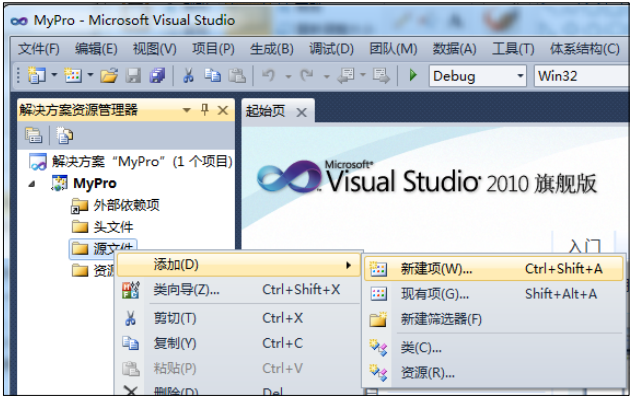 MyPro - Microsoft Visual Studio
文件(F) 编辑(E) 视图(V) 项目(P) 生成(B) 调试(D) 团队(M) 数据(A) 工具(T) 体系结构(C)
Debug Win32
解决方案资源管理器
起始页
解决方案 "MyPro" (1 个项目)
MyPro
外部依赖项
头文件
源文件
资源
Microsoft
Visual Studio 2010 旗舰版
入门
添加(D)
类向导(Z)... Ctrl+Shift+X
剪切(T) Ctrl+X
复制(Y) Ctrl+C
粘贴(P) Ctrl+V
删除(D) Del
新建项(W)... Ctrl+Shift+A
现有项(G)... Shift+Alt+A
新建筛选器(F)
类(C)...
资源(R)...